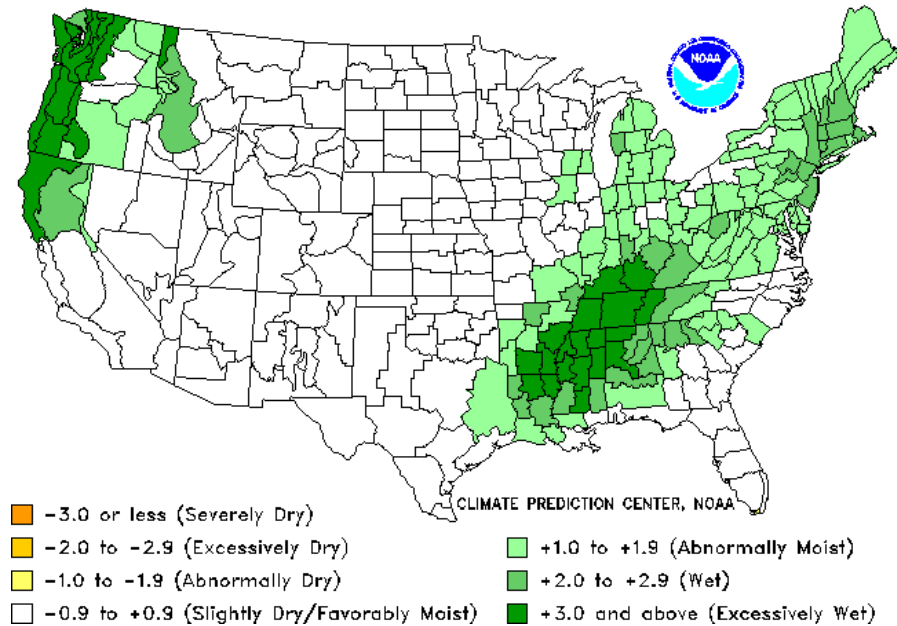 NOAA
CLIMATE PREDICTION CENTER, NOAA
-3.0 or less (Severely Dry)
-2.0 to -2.9 (Excessively Dry)
-1.0 to -1.9 (Abnormally Dry)
-0.9 to +0.9 (Slightly Dry/Favorably Moist)
+1.0 to +1.9 (Abnormally Moist)
+2.0 to +2.9 (Wet)
+3.0 and above (Excessively Wet)